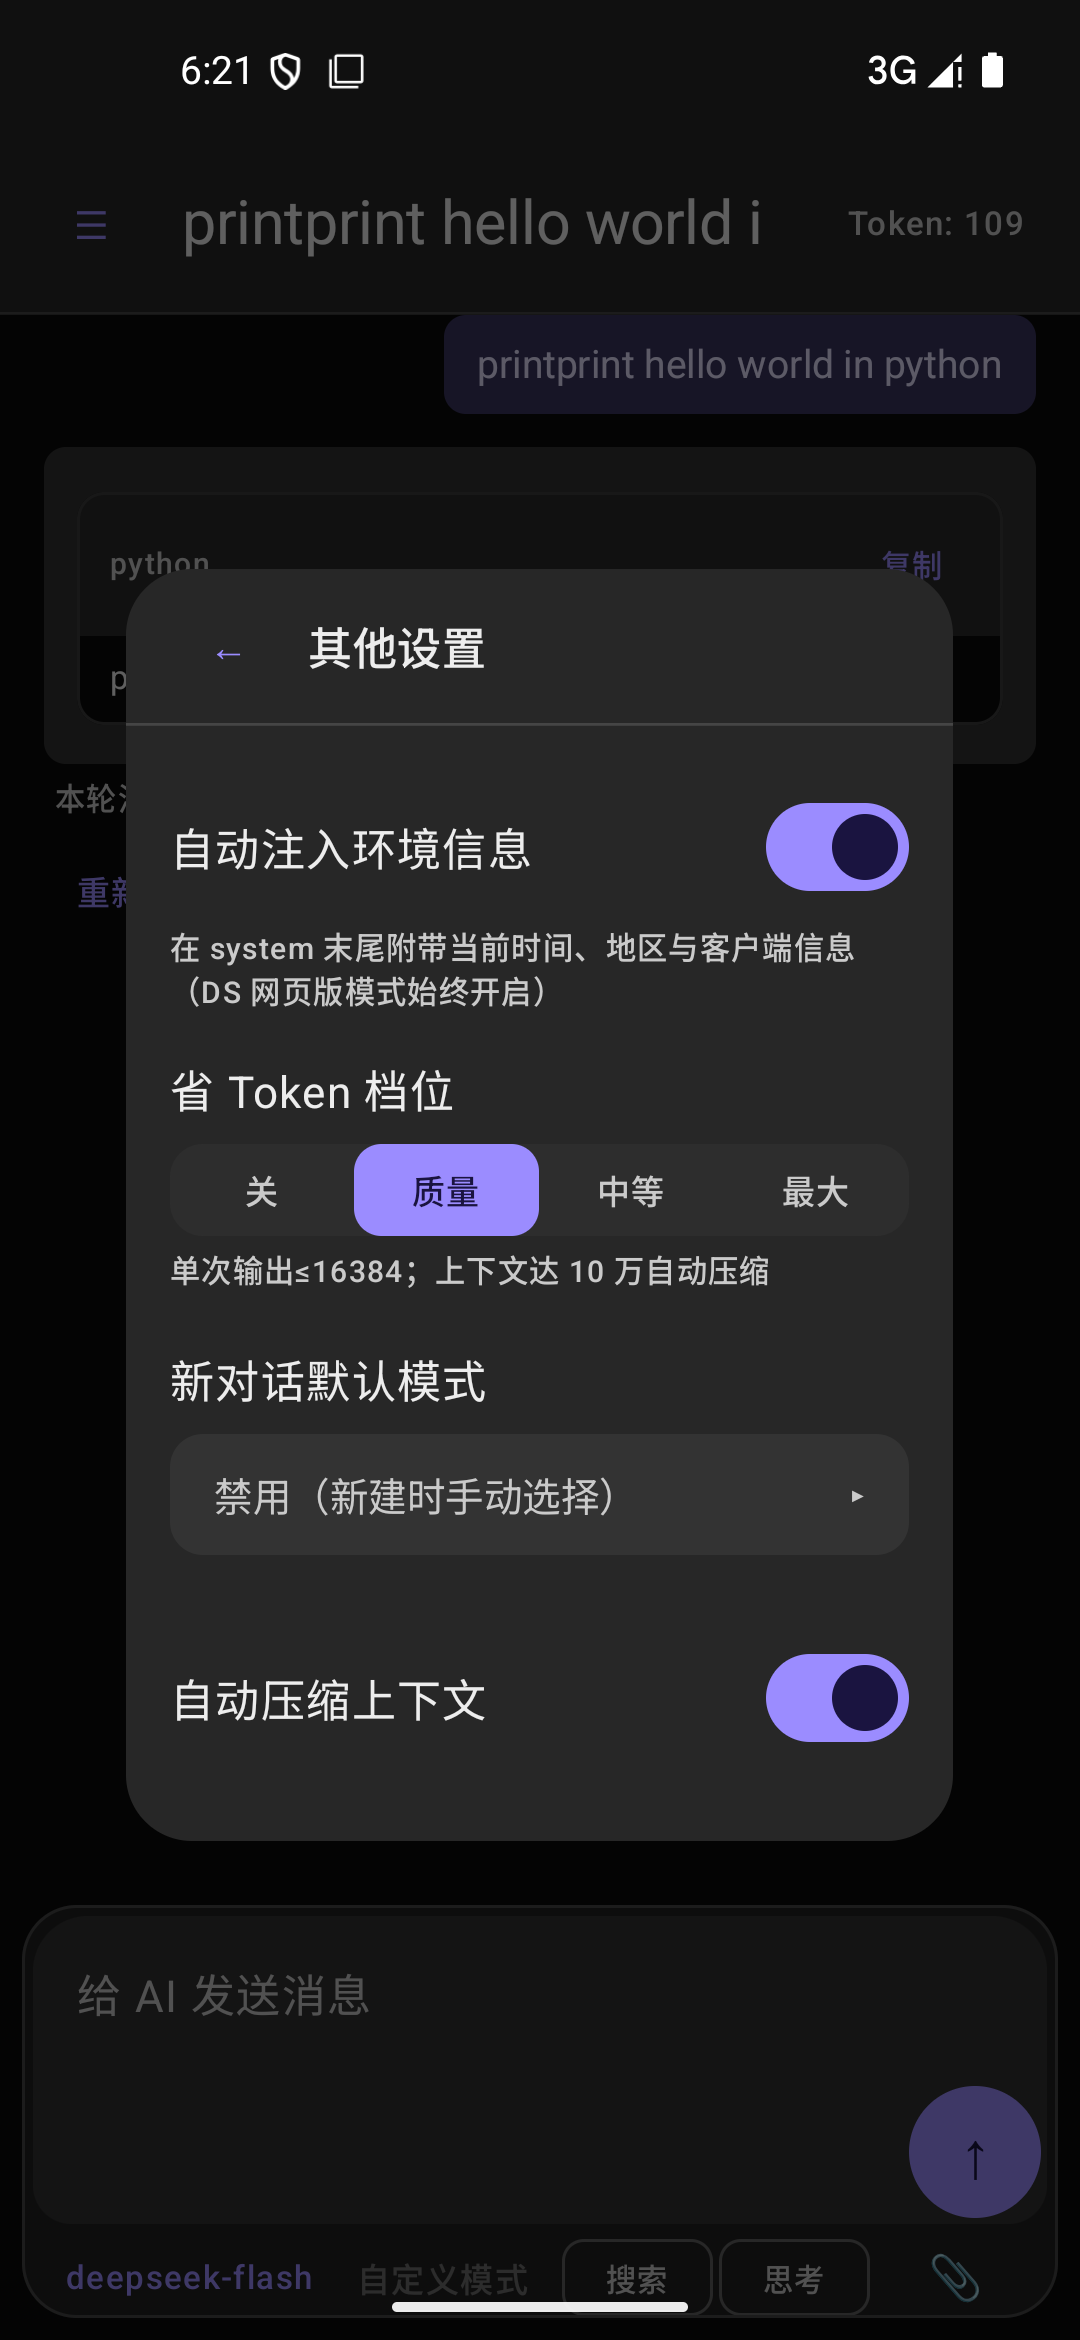 6:21
3G
☰ printprint hello world i Token: 109
printprint hello world in python
python 复制
p
← 其他设置
本轮
重新
自动注入环境信息
在 system 末尾附带当前时间、地区与客户端信息
（DS 网页版模式始终开启）
省 Token 档位
关 质量 中等 最大
单次输出≤16384；上下文达 10 万自动压缩
新对话默认模式
禁用（新建时手动选择） ▸
自动压缩上下文
给 AI 发送消息
↑
deepseek-flash 自定义模式 搜索 思考